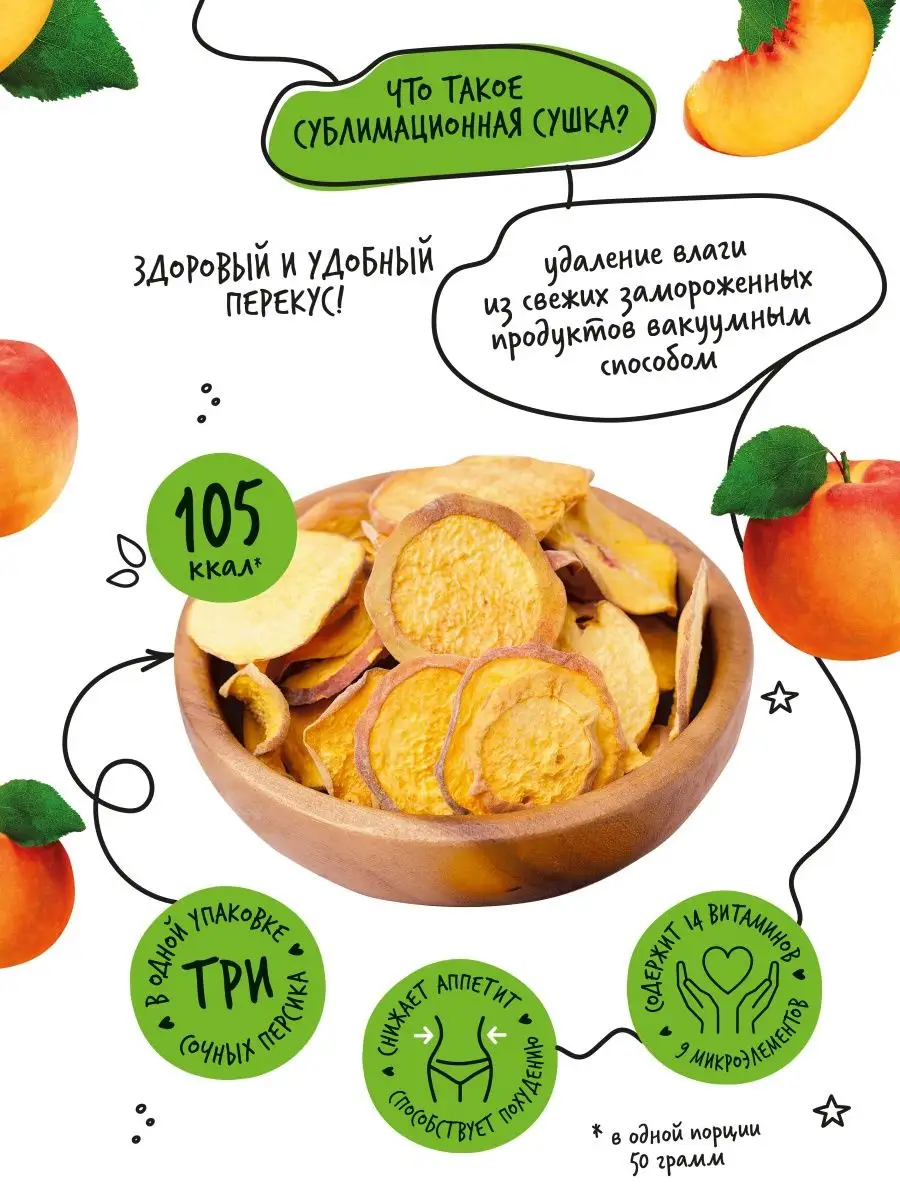 ЧТО ТАКОЕ
СУБЛИМАЦИОННАЯ СУШКА?
ЗДОРОВЫЙ И УДОБНЫЙ
ПЕРЕКУС!
удаление влаги
из свежих замороженных
продуктов вакуумным
способом
105
ккал*
В ОДНОЙ УПАКОВКЕ
ТРИ
СОЧНЫХ ПЕРСИКА
СНИЖАЕТ АППЕТИТ
СПОСОБСТВУЕТ ПОХУДЕНИЮ
СОДЕРЖИТ 14 ВИТАМИНОВ
9 МИКРОЭЛЕМЕНТОВ
* в одной порции
50 грамм